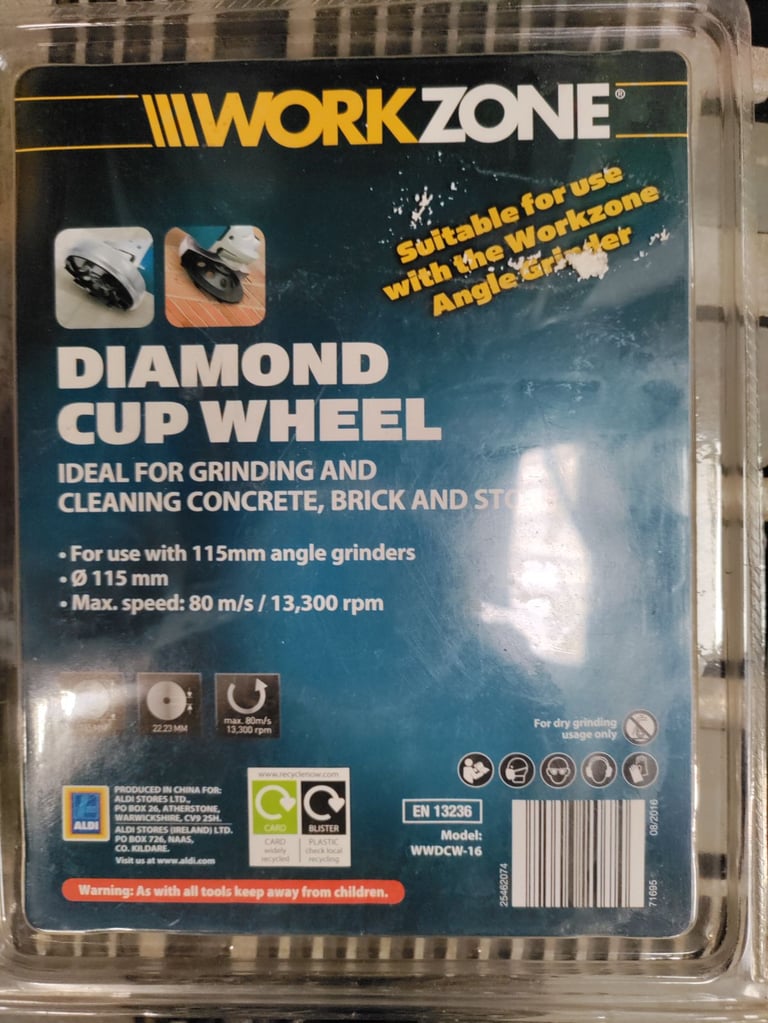 WORKZONE®
Suitable for use
with the Workzone
Angle Grinder
DIAMOND
CUP WHEEL
IDEAL FOR GRINDING AND
CLEANING CONCRETE, BRICK AND
• For use with 115mm angle grinders
• Ø 115 mm
• Max. speed: 80 m/s / 13,300 rpm
22.23 MM
max. 80m/s
13,300 rpm
For dry grinding
usage only
ALDI
PRODUCED IN CHINA FOR:
ALDI STORES LTD.,
PO BOX 26, ATHERSTONE,
WARWICKSHIRE, CV9 2SH.
ALDI STORES (IRELAND) LTD.
PO BOX 726, NAAS,
CO. KILDARE.
Visit us at www.aldi.com
www.recyclenow.com
CARD
BLISTER
CARD
widely
recycled
PLASTIC
check local
recycling
EN 13236
Model:
WWDCW-16
25462074
08/2016
71695
Warning: As with all tools keep away from children.